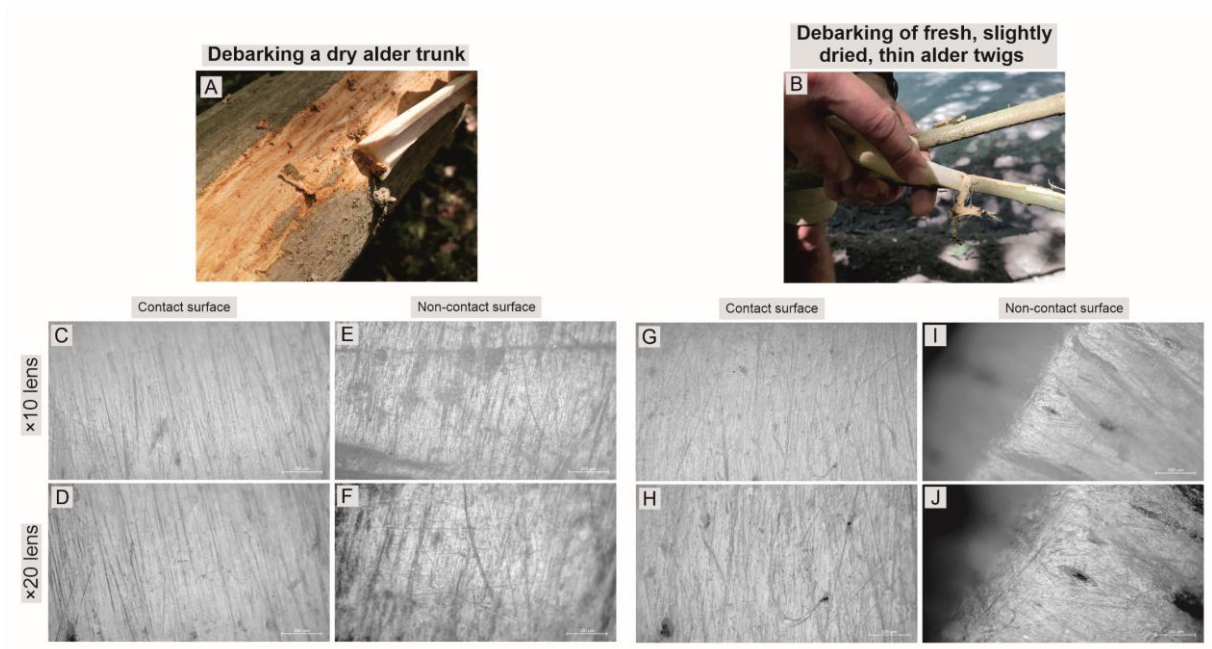 Debarking a dry alder trunk
Debarking of fresh, slightly
dried, thin alder twigs
A
B
Contact surface
Non-contact surface
Contact surface
Non-contact surface
×10 lens
C
E
G
I
×20 lens
D
F
H
J